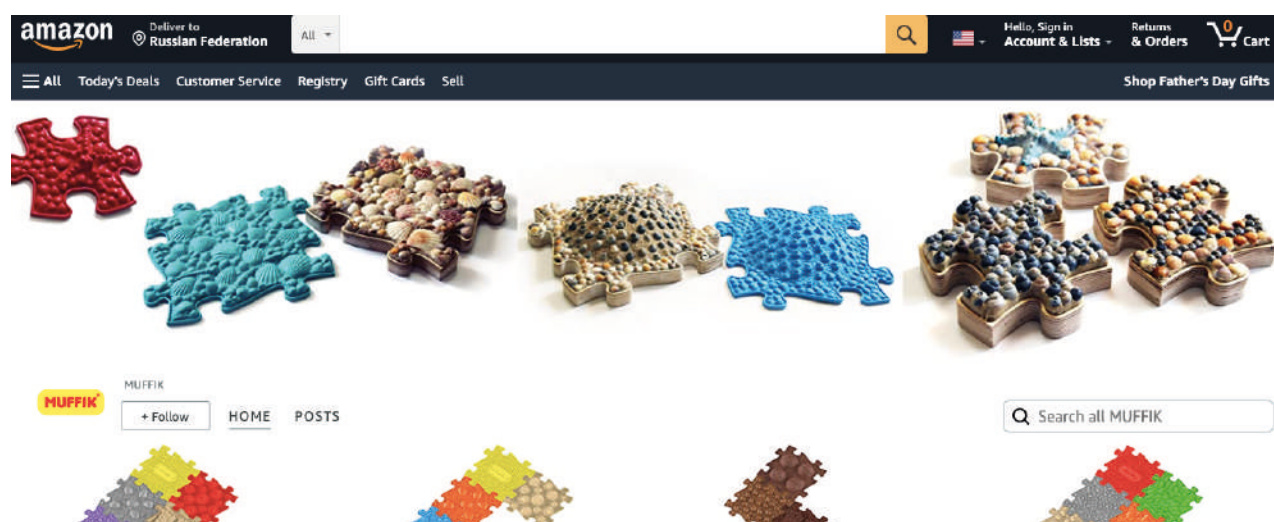 amazon
Deliver to
Russian Federation
All
Hello, Sign in
Account & Lists
Returns
& Orders
0
Cart
All Today's Deals Customer Service Registry Gift Cards Sell
Shop Father's Day Gifts
MUFFIK
MUFFIK
+ Follow
HOME POSTS
Search all MUFFIK